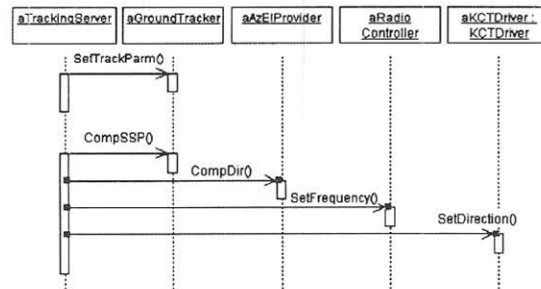 aTrackingServer
aGroundTracker
aAzElProvider
aRadio
Controller
aKCTDriver :
KCTDriver
SetTrackParm()
CompSSP()
CompDir()
SetFrequency()
SetDirection()